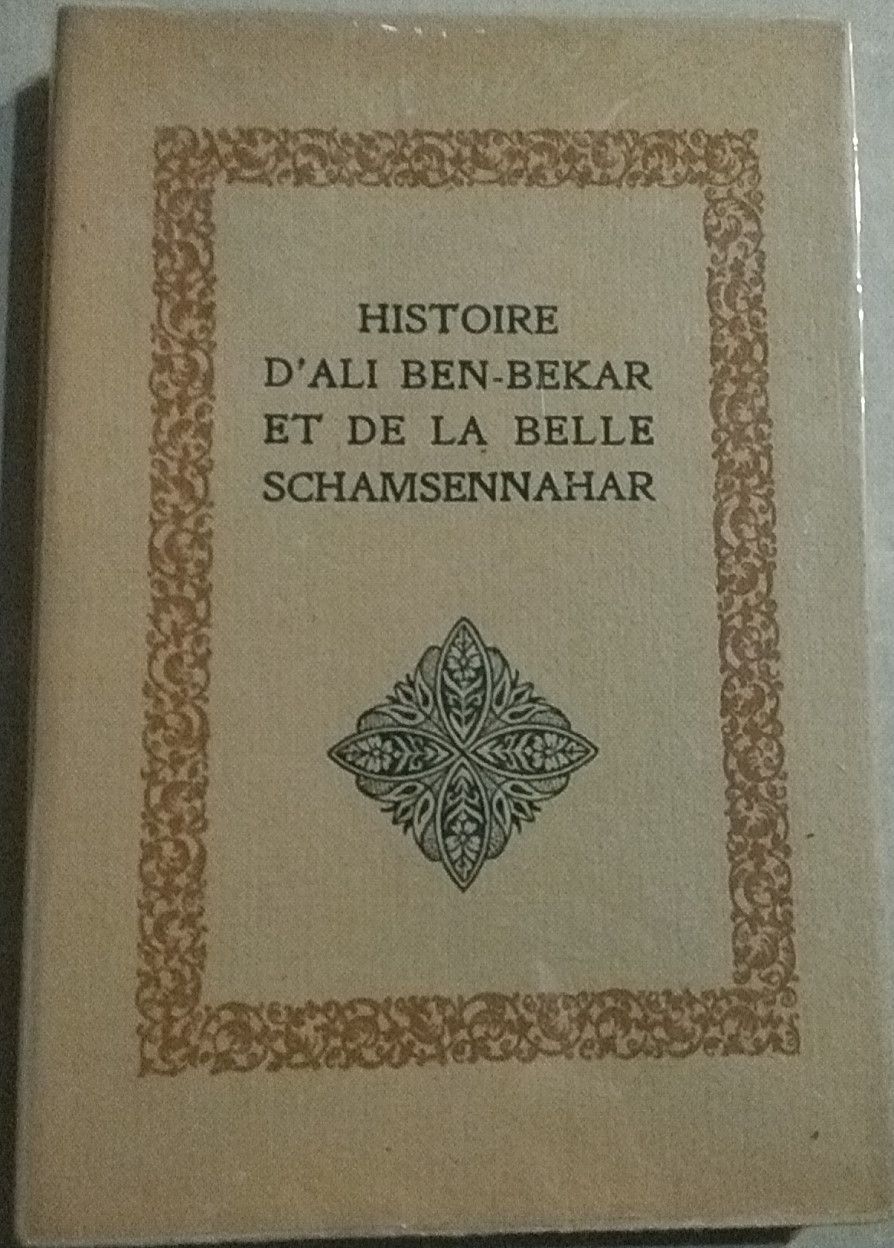 HISTOIRE
D'ALI BEN-BEKAR
ET DE LA BELLE
SCHAMSENNAHAR